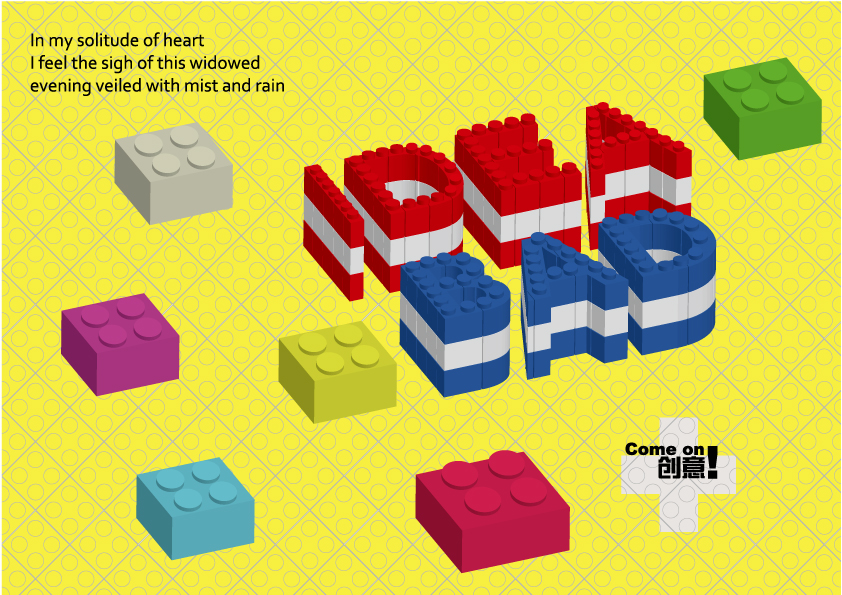 In my solitude of heart
I feel the sigh of this widowed
evening veiled with mist and rain
IDEA
BAD
Come on
创意!